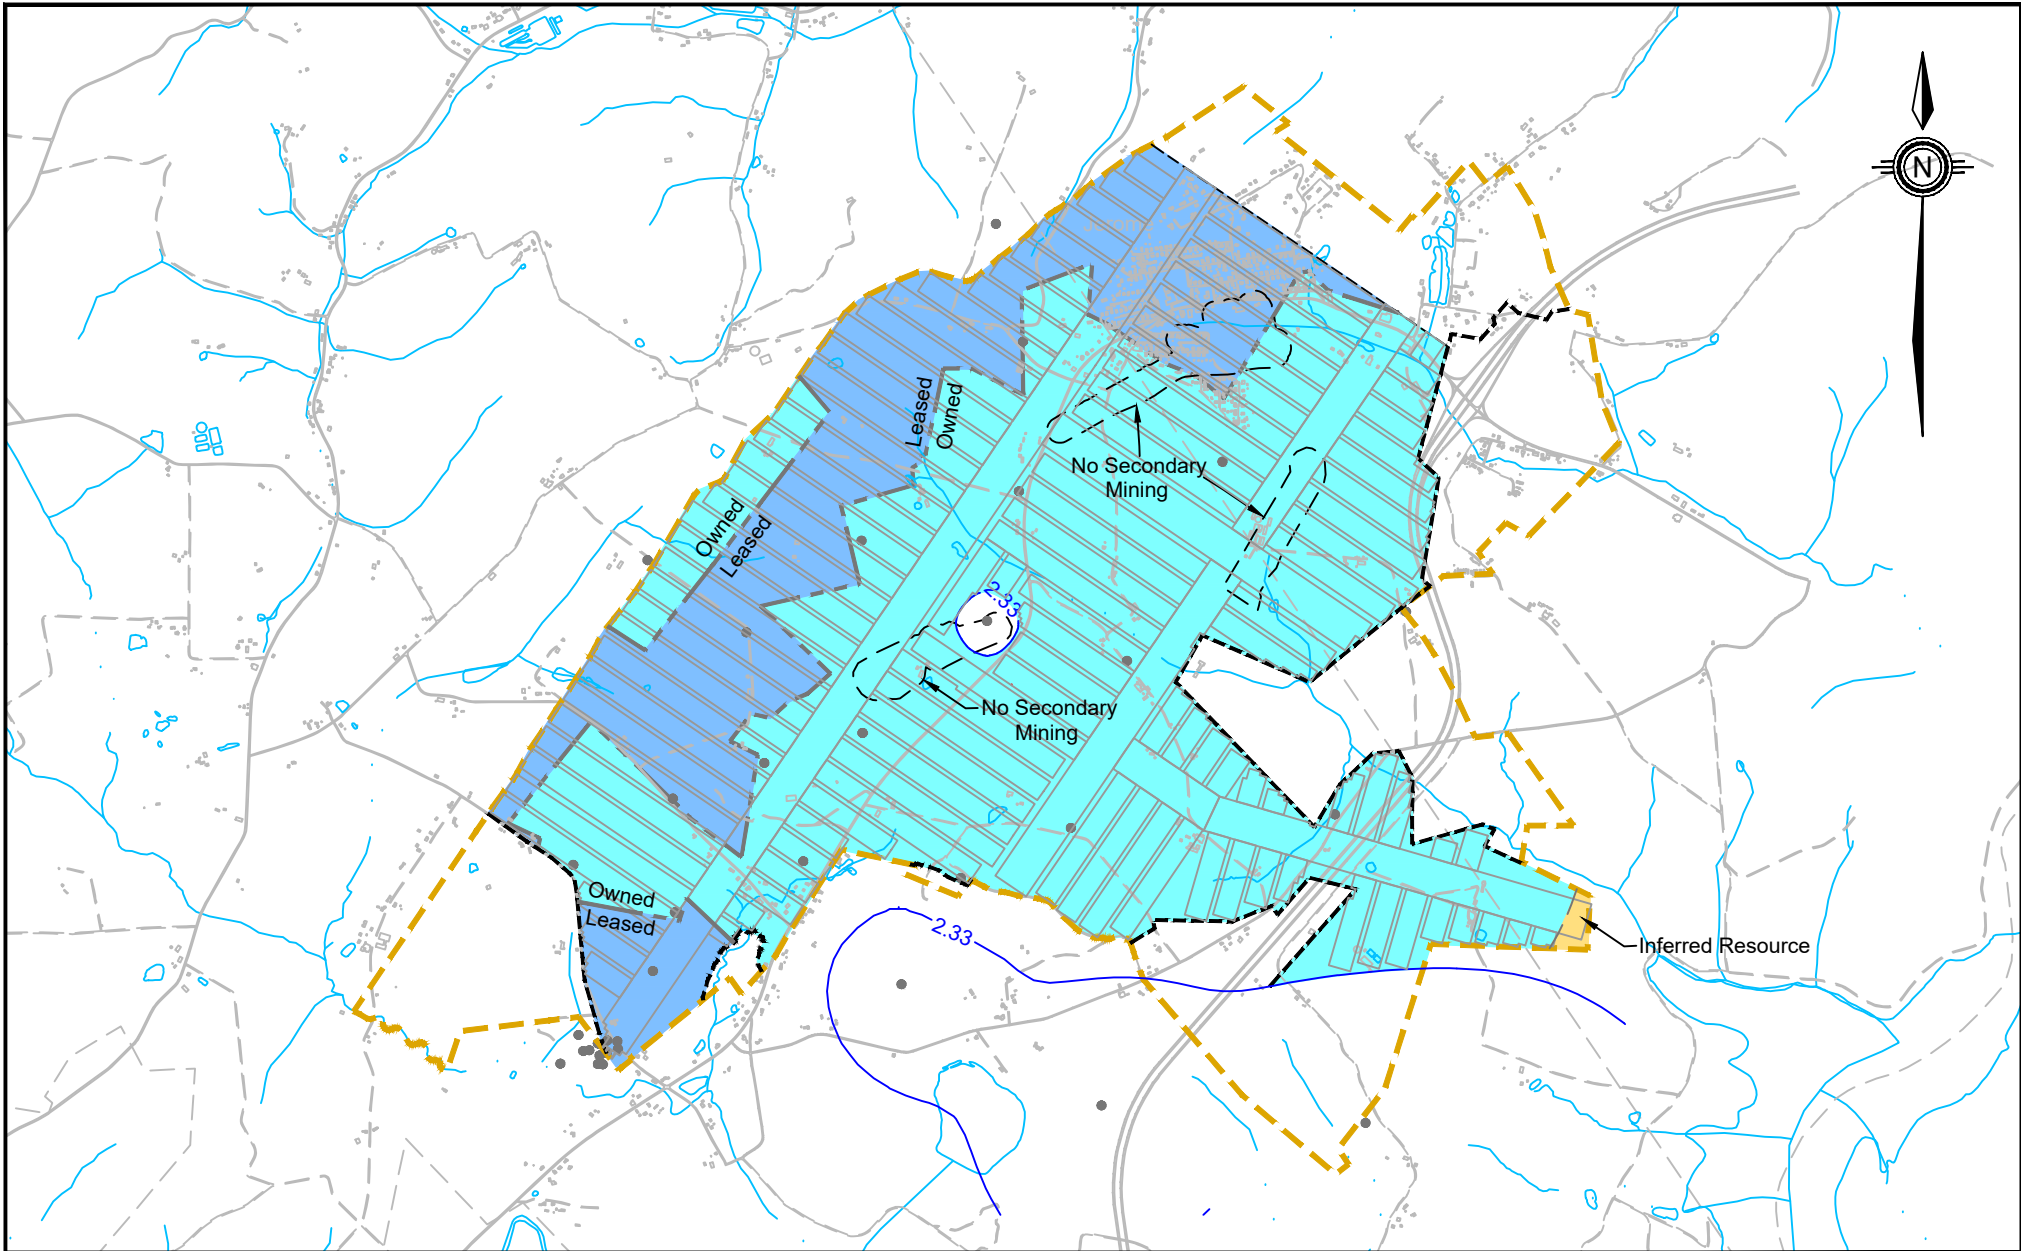 N
Leased
Owned
No Secondary
Mining
Owned
Leased
2.33
No Secondary
Mining
Owned
Leased
2.33
Inferred Resource